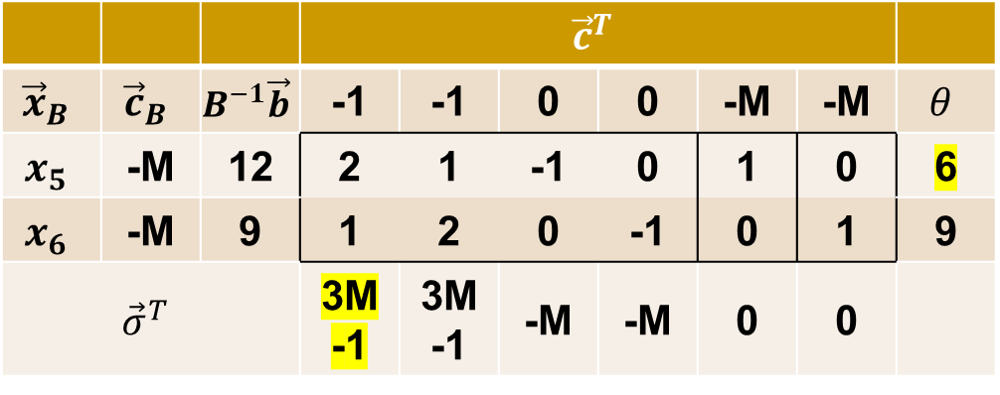 $\vec{c}^T$
$\vec{x}_B$ $\vec{c}_B$ $B^{-1}\vec{b}$ -1 -1 0 0 -M -M $\theta$
$x_5$ -M 12 2 1 -1 0 1 0 6
$x_6$ -M 9 1 2 0 -1 0 1 9
$\vec{\sigma}^T$ 3M -1 3M -1 -M -M 0 0